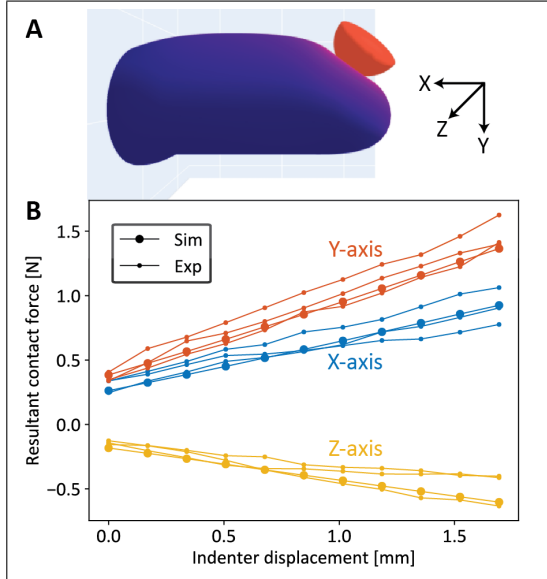 A
X
Z
Y
B
Sim
Exp
Y-axis
X-axis
Z-axis
Resultant contact force [N]
1.5
1.0
0.5
0.0
−0.5
0.0 0.5 1.0 1.5
Indenter displacement [mm]